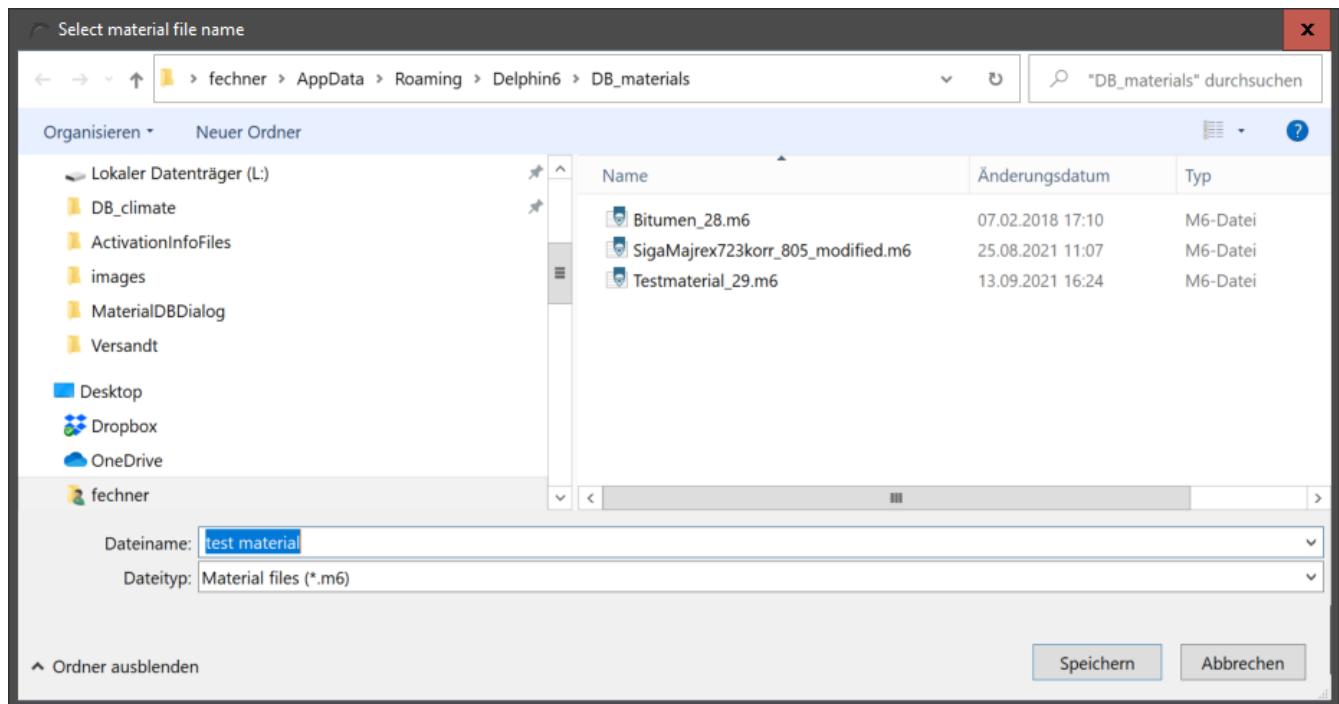 Select material file name
fechner > AppData > Roaming > Delphin6 > DB_materials
"DB_materials" durchsuchen
Organisieren
Neuer Ordner
Lokaler Datenträger (L:)
DB_climate
ActivationInfoFiles
images
MaterialDBDialog
Versandt
Desktop
Dropbox
OneDrive
fechner
Name Änderungsdatum Typ
Bitumen_28.m6 07.02.2018 17:10 M6-Datei
SigaMajrex723korr_805_modified.m6 25.08.2021 11:07 M6-Datei
Testmaterial_29.m6 13.09.2021 16:24 M6-Datei
Dateiname: test material
Dateityp: Material files (*.m6)
Ordner ausblenden
Speichern
Abbrechen